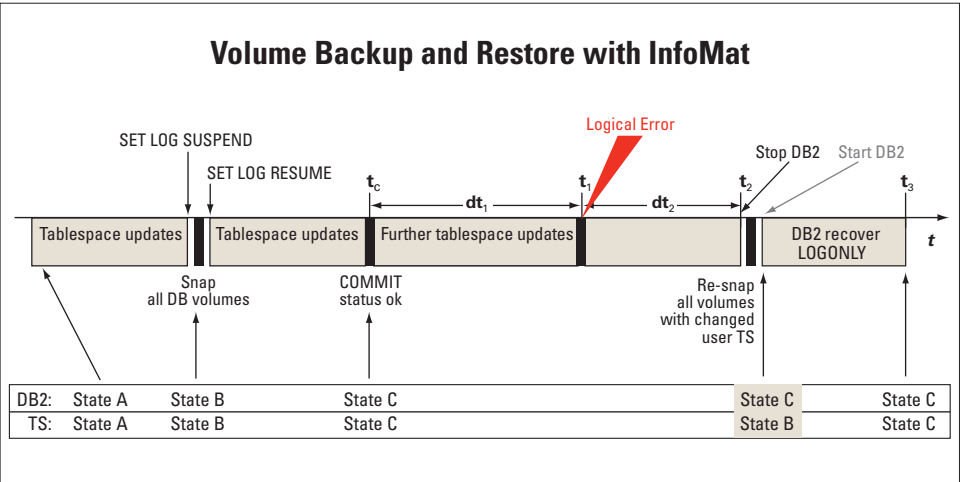 Volume Backup and Restore with InfoMat
Logical Error
SET LOG SUSPEND
Stop DB2
Start DB2
SET LOG RESUME
tc
t1
t2
t3
dt1
dt2
Tablespace updates
Tablespace updates
Further tablespace updates
DB2 recover
LOGONLY
t
Snap
all DB volumes
COMMIT
status ok
Re-snap
all volumes
with changed
user TS
DB2: State A State B State C State C State C
TS: State A State B State C State B State C